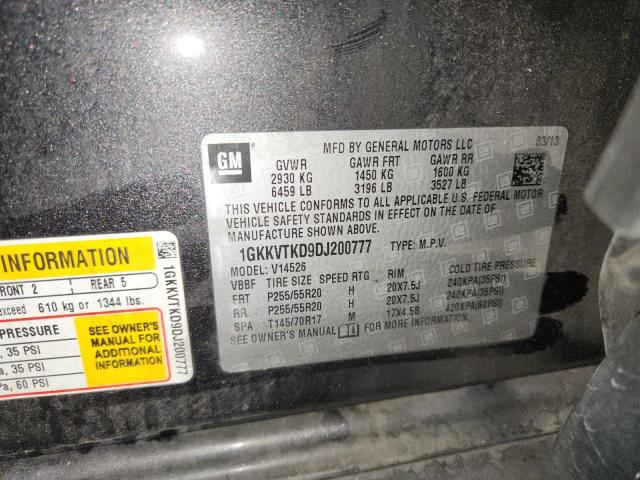 GM
MFD BY GENERAL MOTORS LLC 03/13
GVWR GAWR FRT GAWR RR
2930 KG 1450 KG 1600 KG
6459 LB 3196 LB 3527 LB
THIS VEHICLE CONFORMS TO ALL APPLICABLE U.S. FEDERAL MOTOR
VEHICLE SAFETY STANDARDS IN EFFECT ON THE DATE OF
MANUFACTURE SHOWN ABOVE.
1GKKVTKD9DJ200777 TYPE: M.P.V.
MODEL: V14526
VBBF TIRE SIZE SPEED RTG RIM COLD TIRE PRESSURE
FRT P255/55R20 H 20X7.5J 240KPA(35PSI)
RR P255/55R20 H 20X7.5J 240KPA(35PSI)
SPA T145/70R17 M 17X4.5B 420KPA(60PSI)
SEE OWNER'S MANUAL FOR MORE INFORMATION.
INFORMATION
FRONT 2 REAR 5
exceed 610 kg or 1344 lbs.
PRESSURE
35 PSI
a, 35 PSI
a, 60 PSI
SEE OWNER'S
MANUAL FOR
ADDITIONAL
INFORMATION
1GKKVTKD9DJ200777